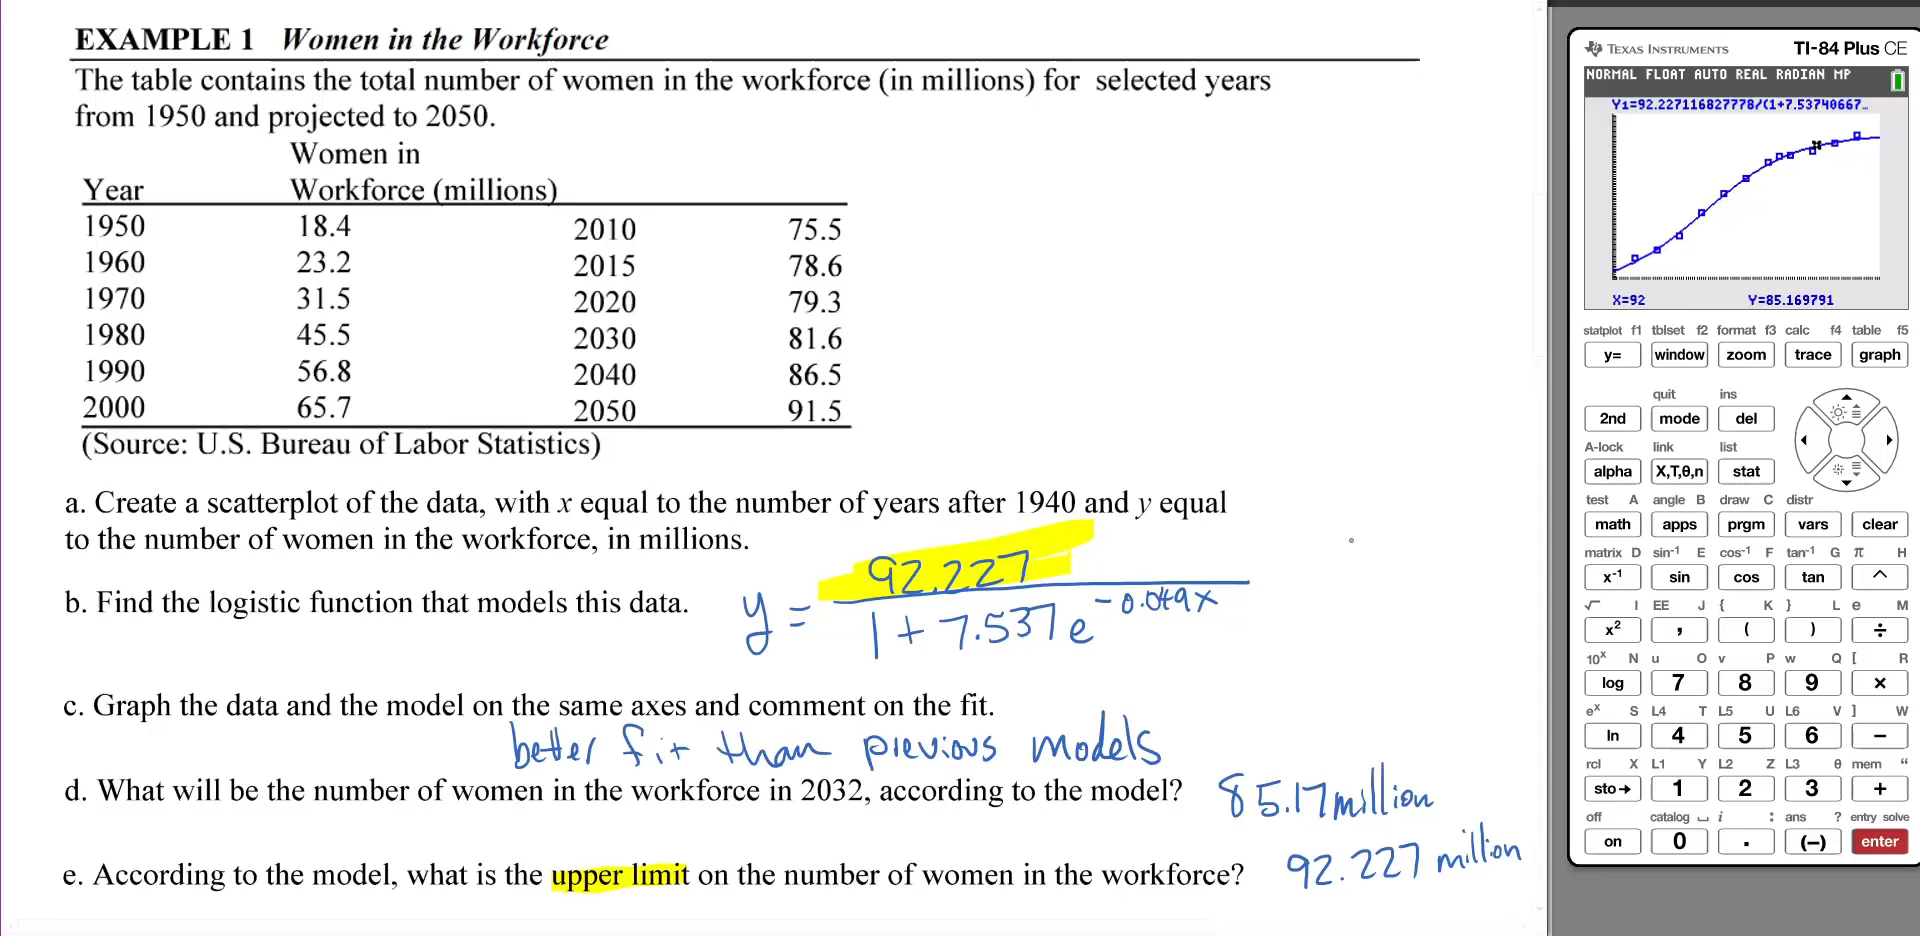 EXAMPLE 1 Women in the Workforce
The table contains the total number of women in the workforce (in millions) for selected years
from 1950 and projected to 2050.
Women in
Year Workforce (millions)
1950 18.4 2010 75.5
1960 23.2 2015 78.6
1970 31.5 2020 79.3
1980 45.5 2030 81.6
1990 56.8 2040 86.5
2000 65.7 2050 91.5
(Source: U.S. Bureau of Labor Statistics)
a. Create a scatterplot of the data, with x equal to the number of years after 1940 and y equal
to the number of women in the workforce, in millions.
b. Find the logistic function that models this data.
y = 92.227
1 + 7.537e^-0.049x
c. Graph the data and the model on the same axes and comment on the fit.
better fit than previous models
d. What will be the number of women in the workforce in 2032, according to the model? 85.17 million
e. According to the model, what is the upper limit on the number of women in the workforce? 92.227 million
TEXAS INSTRUMENTS TI-84 Plus CE
NORMAL FLOAT AUTO REAL RADIAN MP
Y1=92.227116827778/(1+7.53740667…
X=92 Y=85.169791
statplot f1 tblset f2 format f3 calc f4 table f5
y= window zoom trace graph
quit ins
2nd mode del
A-lock link list
alpha X,T,θ,n stat
test A angle B draw C distr
math apps prgm vars clear
matrix D sin-1 E cos-1 F tan-1 G π H
x-1 sin cos tan ^
√ I EE J { K } L e M
x² , ( ) ÷
10x N u O v P w Q [ R
log 7 8 9 ×
ex S L4 T L5 U L6 V ] W
ln 4 5 6 −
rcl X L1 Y L2 Z L3 θ mem “
sto→ 1 2 3 +
off catalog ⎵ i : ans ? entry solve
on 0 . (−) enter